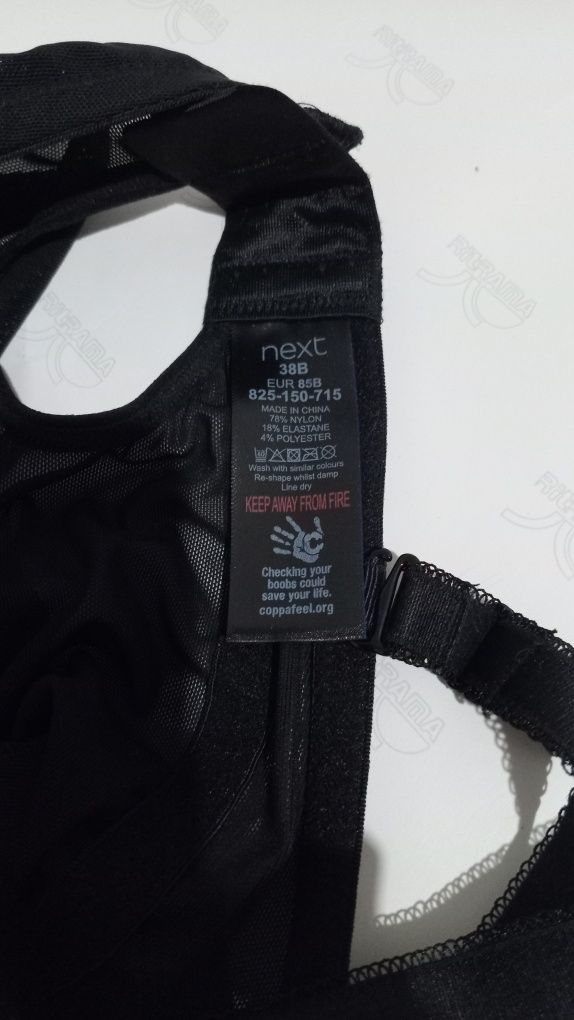 next
38B
EUR 85B
825-150-715
MADE IN CHINA
78% NYLON
18% ELASTANE
4% POLYESTER
Wash with similar colours
Re-shape whilst damp
Line dry
KEEP AWAY FROM FIRE
Checking your
boobs could
save your life.
coppafeel.org